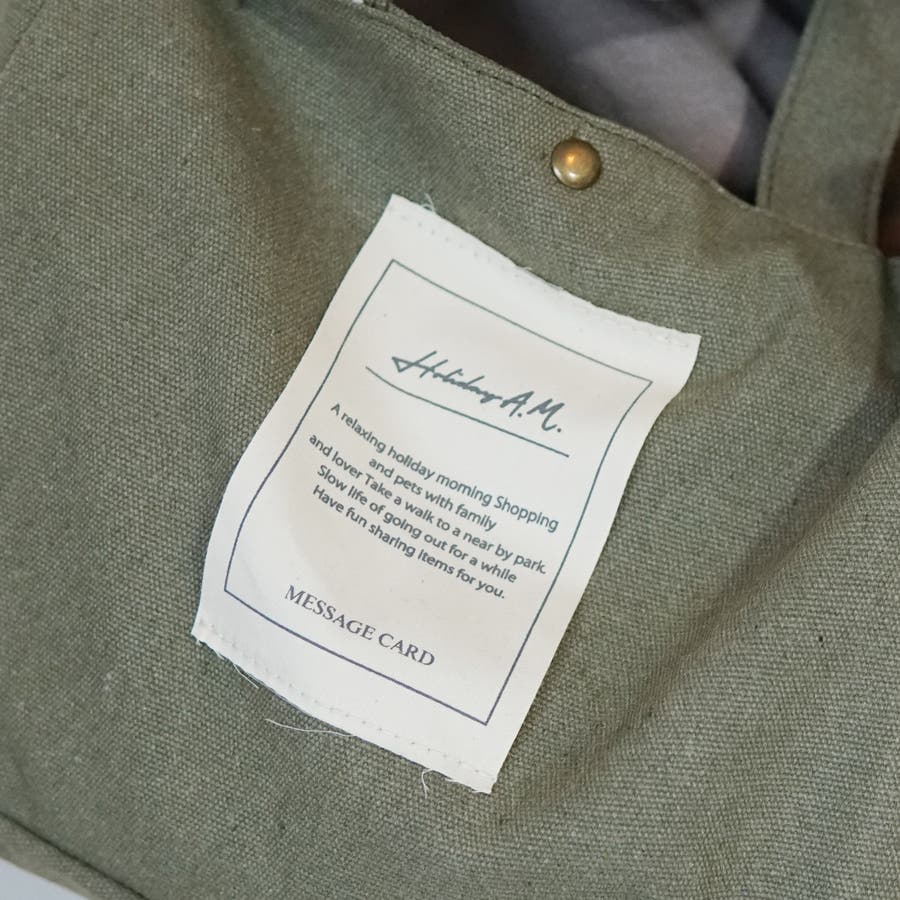 Holiday A.M.
A relaxing holiday morning Shopping
and pets with family
and lover Take a walk to a near by park.
Slow life of going out for a while
Have fun sharing items for you.
MESSAGE CARD